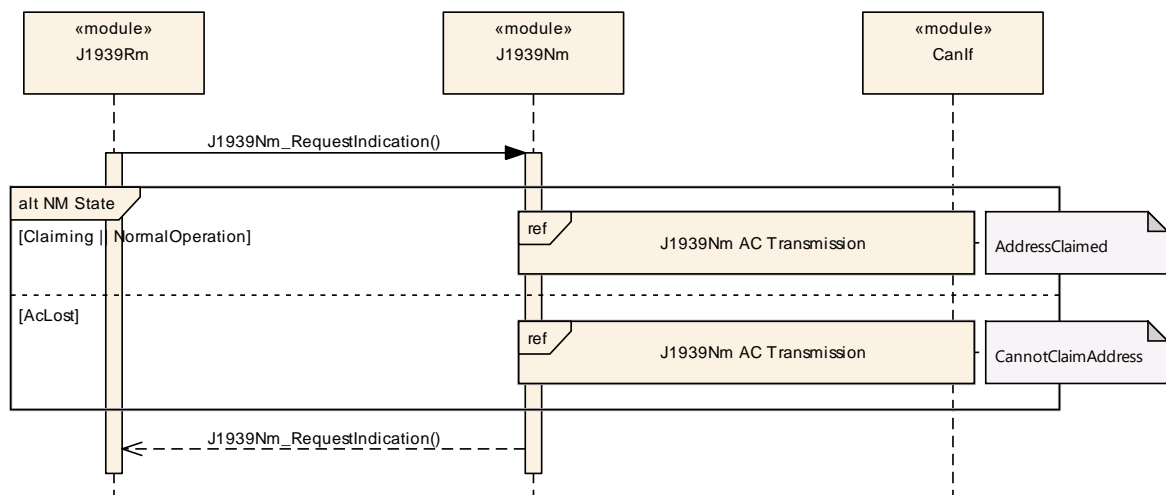 «module»
J1939Rm
«module»
J1939Nm
«module»
CanIf
J1939Nm_RequestIndication()
alt NM State
[Claiming || NormalOperation]
ref
J1939Nm AC Transmission
AddressClaimed
[AcLost]
ref
J1939Nm AC Transmission
CannotClaimAddress
J1939Nm_RequestIndication()